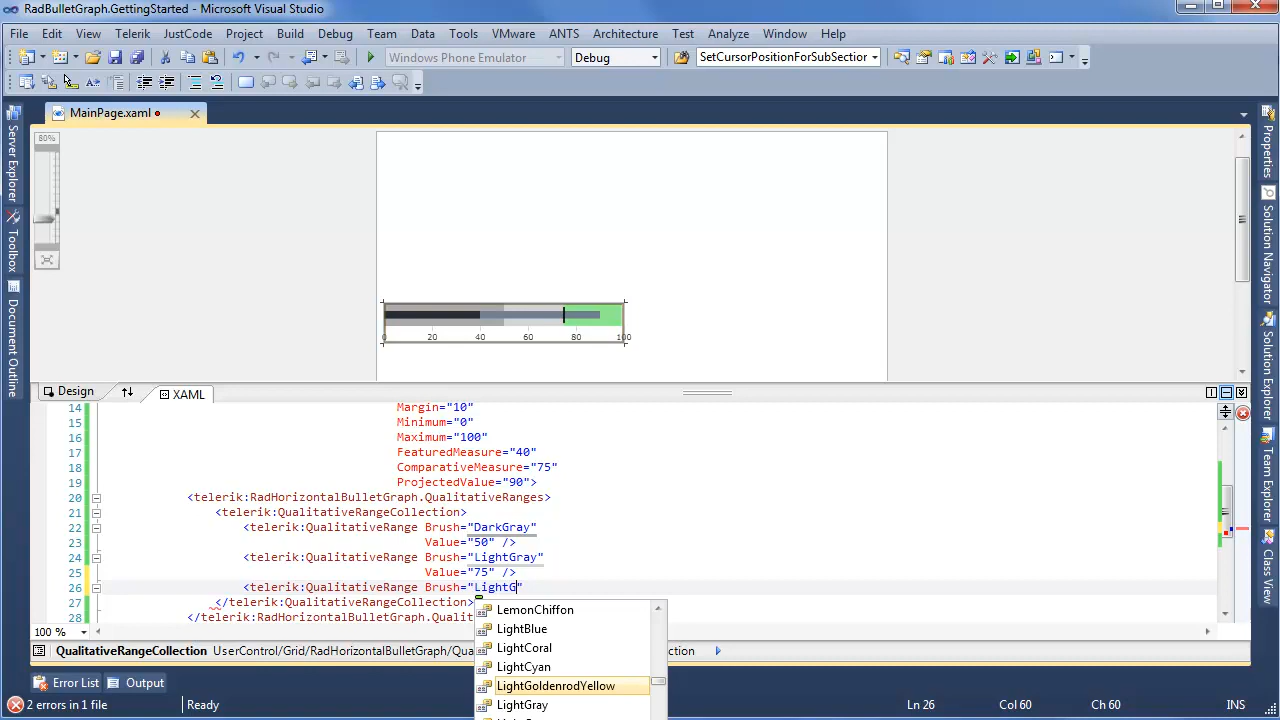 RadBulletGraph.GettingStarted - Microsoft Visual Studio
File Edit View Telerik JustCode Project Build Debug Team Data Tools VMware ANTS Architecture Test Analyze Window Help
Windows Phone Emulator Debug SetCursorPositionForSubSection
MainPage.xaml
80%
Server Explorer
Toolbox
Document Outline
Properties
Solution Navigator
Solution Explorer
Team Explorer
Class View
0 20 40 60 80 100
Design XAML
14 Margin="10"
15 Minimum="0"
16 Maximum="100"
17 FeaturedMeasure="40"
18 ComparativeMeasure="75"
19 ProjectedValue="90">
20 <telerik:RadHorizontalBulletGraph.QualitativeRanges>
21 <telerik:QualitativeRangeCollection>
22 <telerik:QualitativeRange Brush="DarkGray"
23 Value="50" />
24 <telerik:QualitativeRange Brush="LightGray"
25 Value="75" />
26 <telerik:QualitativeRange Brush="LightG"
27 </telerik:QualitativeRangeCollection>
28 </telerik:RadHorizontalBulletGraph.Qualita
LemonChiffon
LightBlue
LightCoral
LightCyan
LightGoldenrodYellow
LightGray
100 %
QualitativeRangeCollection UserControl/Grid/RadHorizontalBulletGraph/Qua ection
Error List Output
2 errors in 1 file Ready Ln 26 Col 60 Ch 60 INS